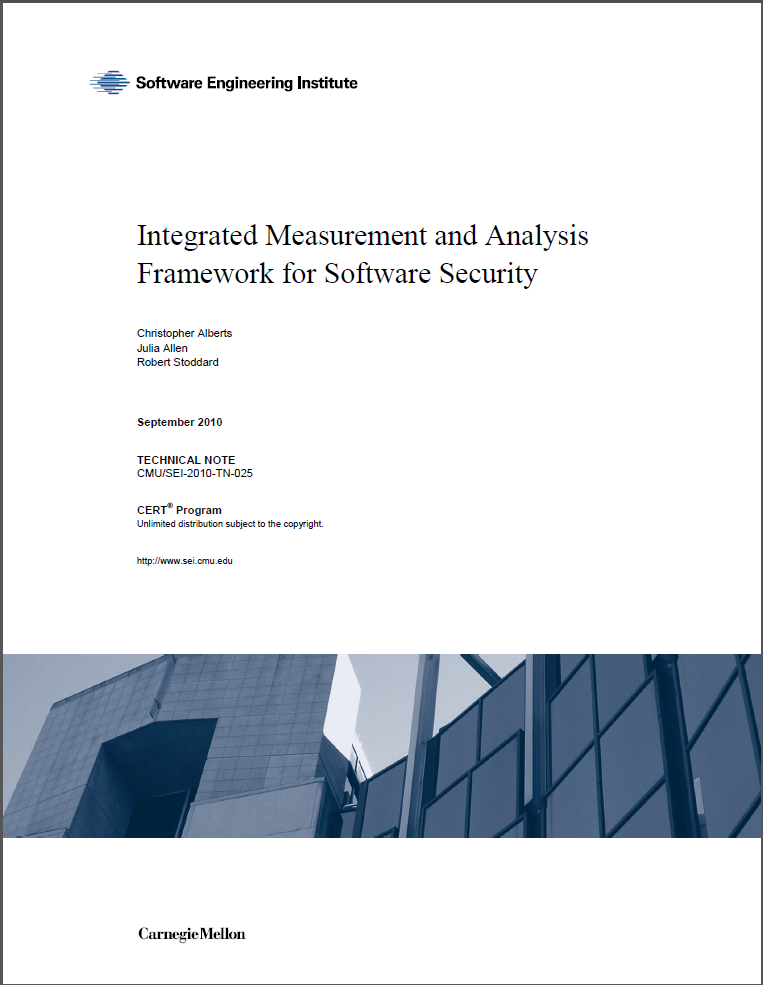 Software Engineering Institute
Integrated Measurement and Analysis
Framework for Software Security
Christopher Alberts
Julia Allen
Robert Stoddard
September 2010
TECHNICAL NOTE
CMU/SEI-2010-TN-025
CERT® Program
Unlimited distribution subject to the copyright.
http://www.sei.cmu.edu
CarnegieMellon